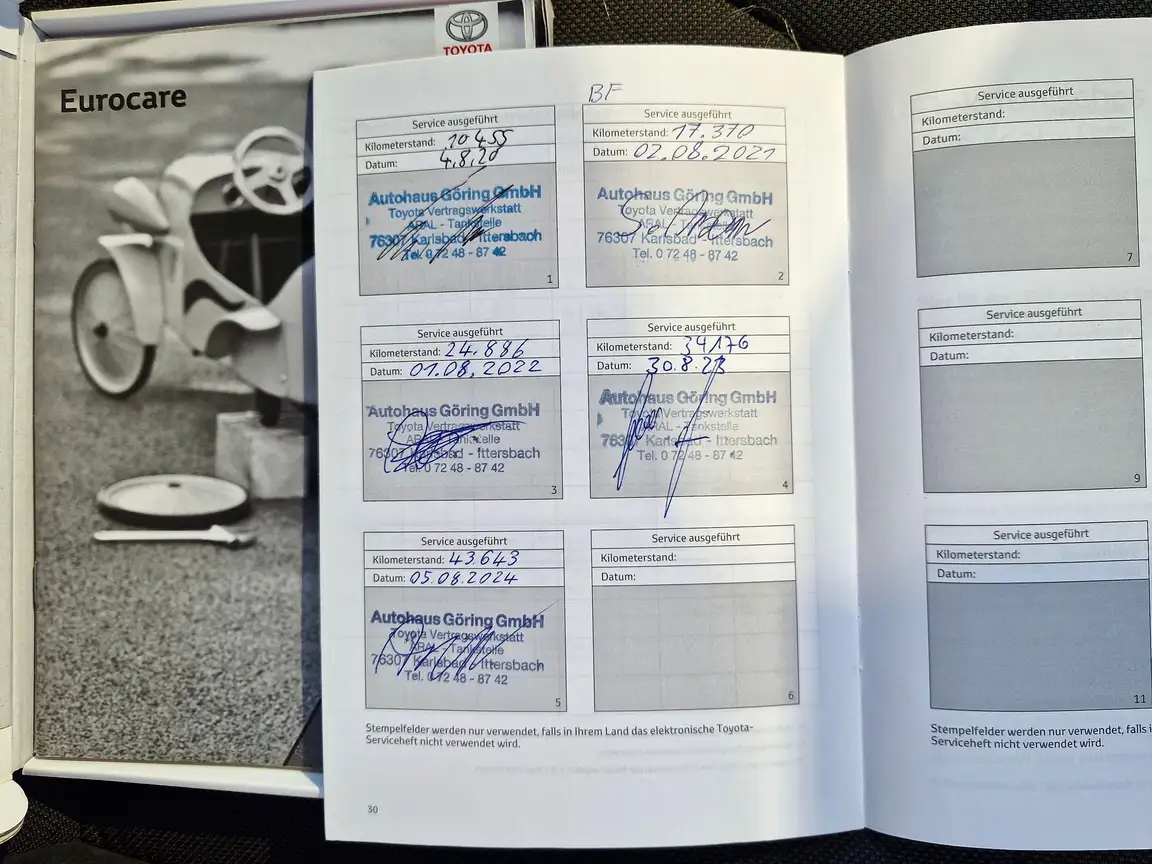 TOYOTA
Eurocare
BF
Service ausgeführt
Kilometerstand: 10455
Datum: 4.8.20
Autohaus Göring GmbH
Toyota Vertragswerkstatt
ARAL - Tankstelle
76307 Karlsbad - Ittersbach
Tel. 0 72 48 - 87 42
1
Service ausgeführt
Kilometerstand: 17.370
Datum: 02.08.2021
Autohaus Göring GmbH
Toyota Vertragswerkstatt
ARAL - Tankstelle
76307 Karlsbad - Ittersbach
Tel. 0 72 48 - 87 42
2
Service ausgeführt
Kilometerstand: 24.886
Datum: 01.08.2022
Autohaus Göring GmbH
Toyota Vertragswerkstatt
ARAL - Tankstelle
76307 Karlsbad - Ittersbach
Tel. 0 72 48 - 87 42
3
Service ausgeführt
Kilometerstand: 34176
Datum: 30.8.23
Autohaus Göring GmbH
Toyota Vertragswerkstatt
ARAL - Tankstelle
76307 Karlsbad - Ittersbach
Tel. 0 72 48 - 87 42
4
Service ausgeführt
Kilometerstand: 43.643
Datum: 05.08.2024
Autohaus Göring GmbH
Toyota Vertragswerkstatt
ARAL - Tankstelle
76307 Karlsbad - Ittersbach
Tel. 0 72 48 - 87 42
5
Service ausgeführt
Kilometerstand:
Datum:
6
Stempelfelder werden nur verwendet, falls in Ihrem Land das elektronische Toyota-
Serviceheft nicht verwendet wird.
30
Service ausgeführt
Kilometerstand:
Datum:
7
Service ausgeführt
Kilometerstand:
Datum:
9
Service ausgeführt
Kilometerstand:
Datum:
11
Stempelfelder werden nur verwendet, falls i
Serviceheft nicht verwendet wird.